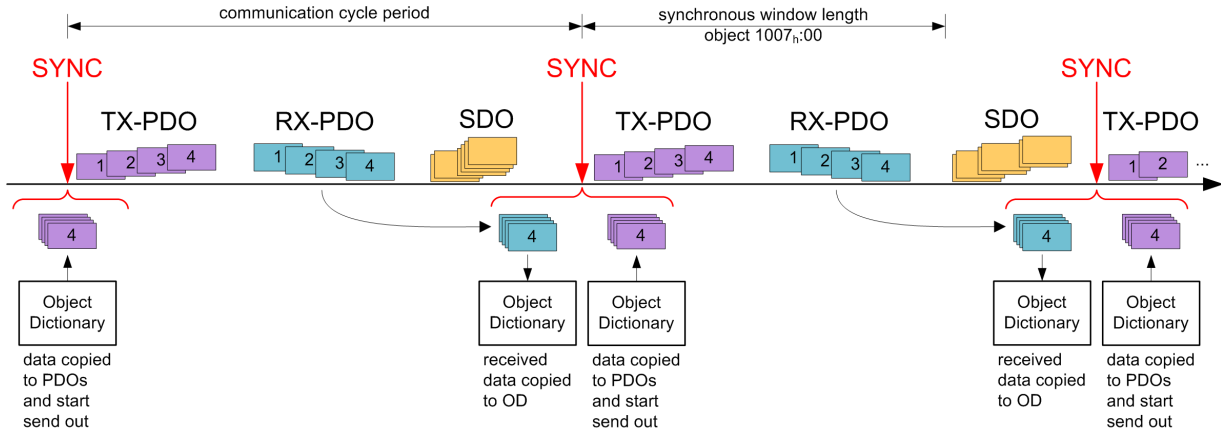 communication cycle period
synchronous window length
object 1007h:00
SYNC
SYNC
SYNC
TX-PDO
RX-PDO
SDO
TX-PDO
RX-PDO
SDO
TX-PDO
1 2 3 4
1 2 3 4
1 2 3 4
1 2 3 4
1 2 ...
4
4
4
4
4
Object
Dictionary
Object
Dictionary
Object
Dictionary
Object
Dictionary
Object
Dictionary
data copied
to PDOs
and start
send out
received
data copied
to OD
data copied
to PDOs
and start
send out
received
data copied
to OD
data copied
to PDOs
and start
send out